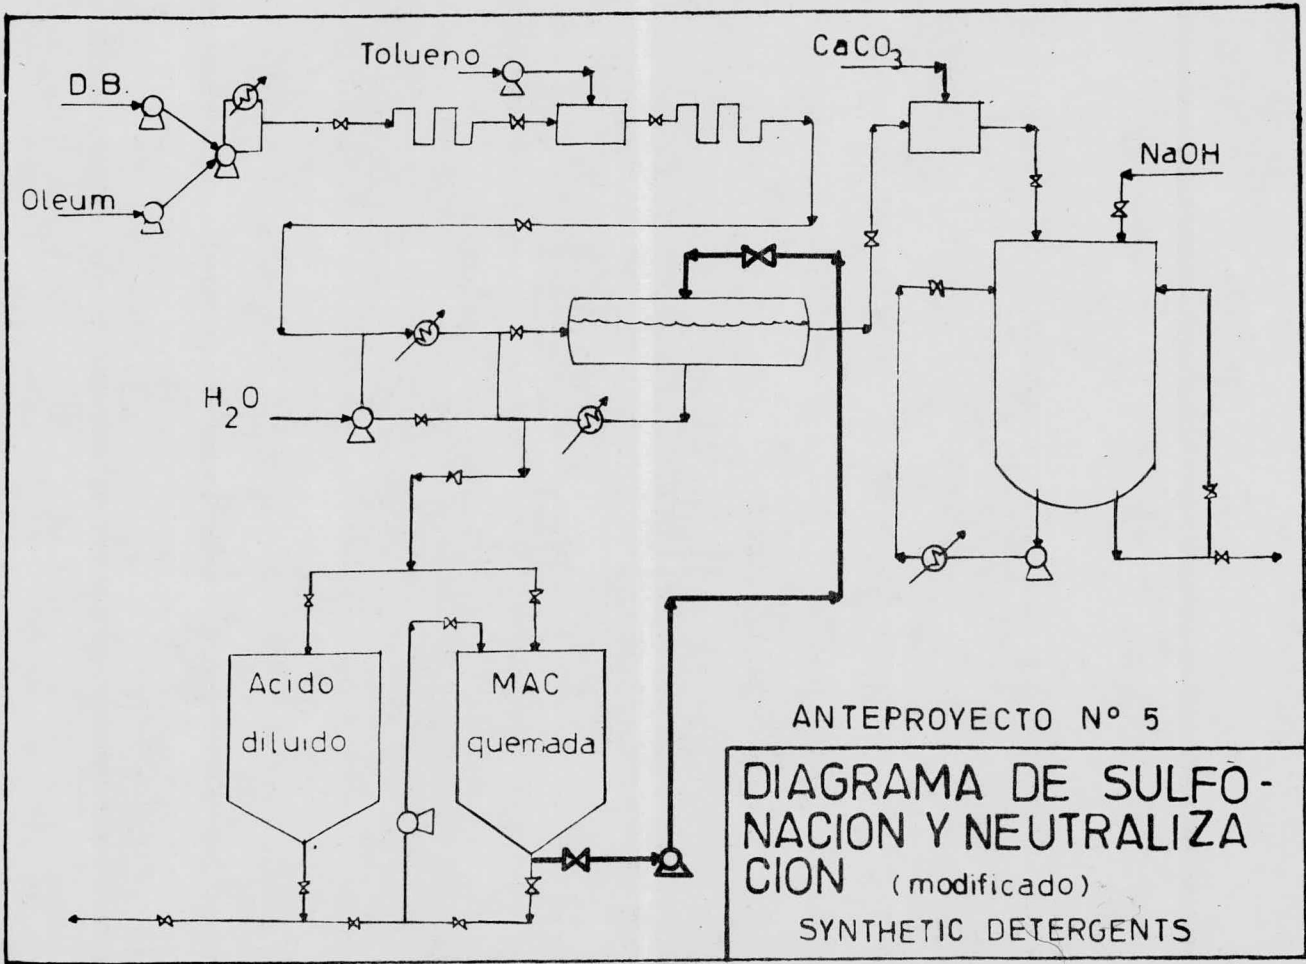 Tolueno
CaCO3
D.B.
NaOH
Oleum
H2O
Acido
diluido
MAC
quemada
ANTEPROYECTO Nº 5
DIAGRAMA DE SULFO-
NACION Y NEUTRALIZA
CION (modificado)
SYNTHETIC DETERGENTS